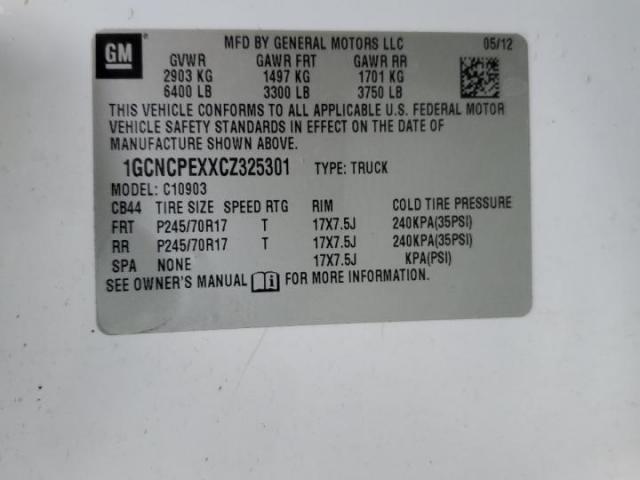 GM
MFD BY GENERAL MOTORS LLC 05/12
GVWR GAWR FRT GAWR RR
2903 KG 1497 KG 1701 KG
6400 LB 3300 LB 3750 LB
THIS VEHICLE CONFORMS TO ALL APPLICABLE U.S. FEDERAL MOTOR
VEHICLE SAFETY STANDARDS IN EFFECT ON THE DATE OF
MANUFACTURE SHOWN ABOVE.
1GCNCPEXXCZ325301 TYPE: TRUCK
MODEL: C10903
CB44 TIRE SIZE SPEED RTG RIM COLD TIRE PRESSURE
FRT P245/70R17 T 17X7.5J 240KPA(35PSI)
RR P245/70R17 T 17X7.5J 240KPA(35PSI)
SPA NONE 17X7.5J KPA(PSI)
SEE OWNER'S MANUAL i FOR MORE INFORMATION.